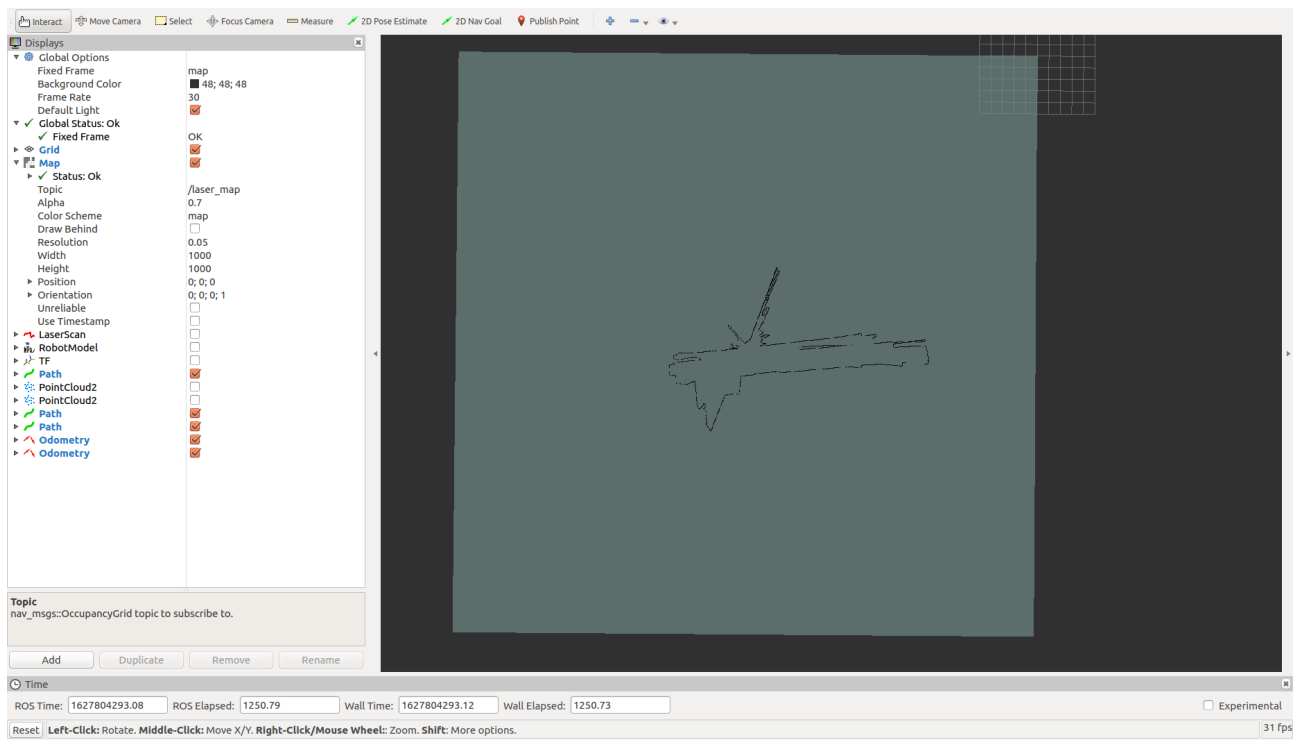 Interact Move Camera Select Focus Camera Measure 2D Pose Estimate 2D Nav Goal Publish Point
Displays
Global Options
Fixed Frame map
Background Color 48; 48; 48
Frame Rate 30
Default Light
Global Status: Ok
Fixed Frame OK
Grid
Map
Status: Ok
Topic /laser_map
Alpha 0.7
Color Scheme map
Draw Behind
Resolution 0.05
Width 1000
Height 1000
Position 0; 0; 0
Orientation 0; 0; 0; 1
Unreliable
Use Timestamp
LaserScan
RobotModel
TF
Path
PointCloud2
PointCloud2
Path
Path
Odometry
Odometry
Topic
nav_msgs::OccupancyGrid topic to subscribe to.
Add Duplicate Remove Rename
Time
ROS Time: 1627804293.08 ROS Elapsed: 1250.79 Wall Time: 1627804293.12 Wall Elapsed: 1250.73 Experimental
Reset Left-Click: Rotate. Middle-Click: Move X/Y. Right-Click/Mouse Wheel:: Zoom. Shift: More options. 31 fps